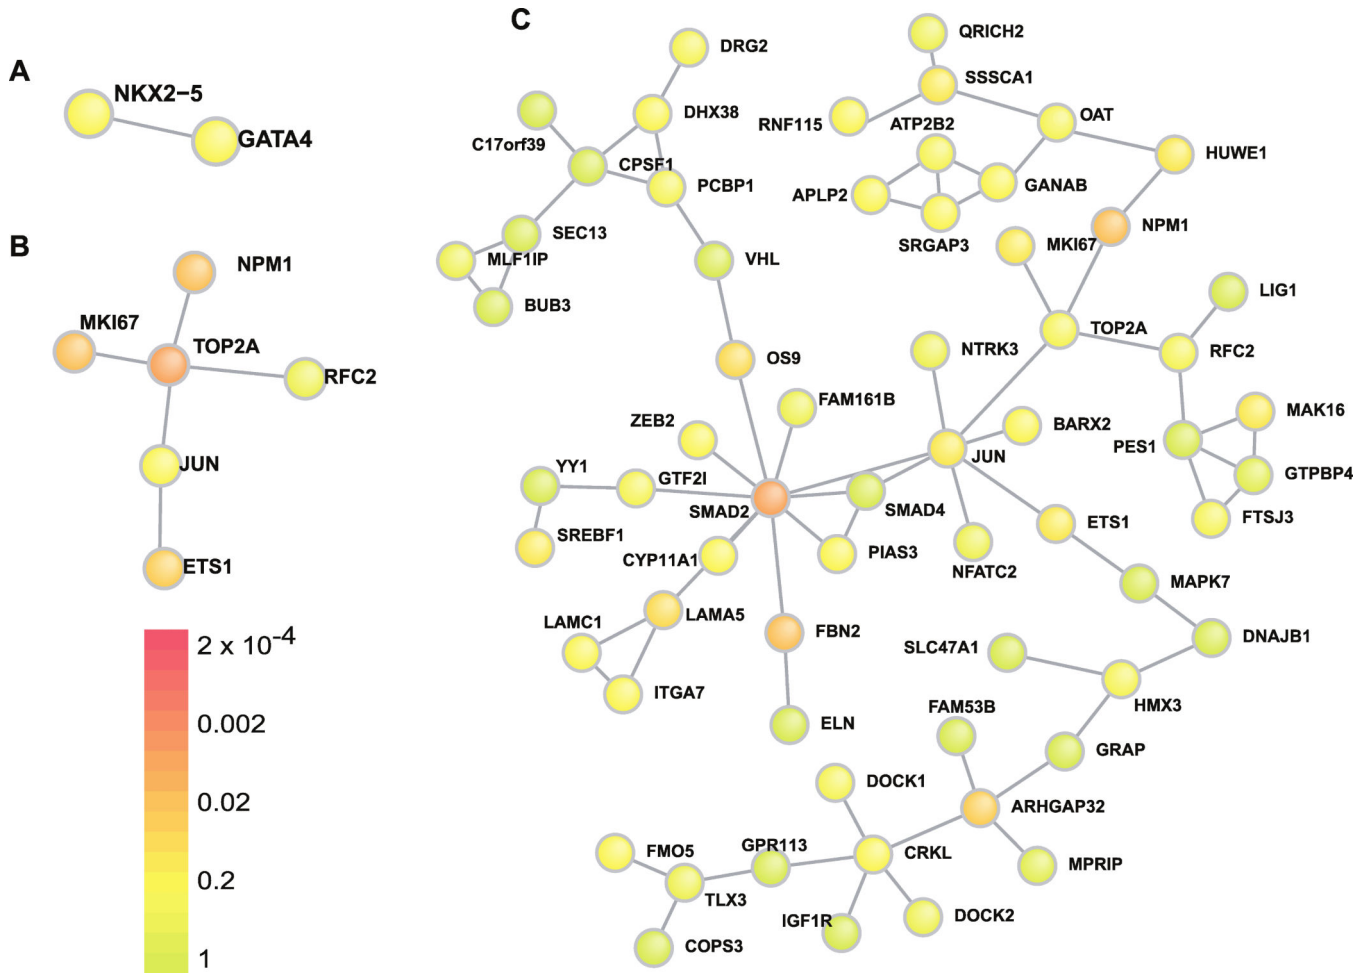 A
NKX2−5
GATA4
B
NPM1
MKI67
TOP2A
RFC2
JUN
ETS1
2 x 10-4
0.002
0.02
0.2
1
C
DRG2
QRICH2
SSSCA1
DHX38
C17orf39
RNF115
OAT
ATP2B2
HUWE1
CPSF1
PCBP1
APLP2
GANAB
SEC13
SRGAP3
MKI67
NPM1
MLF1IP
VHL
BUB3
LIG1
TOP2A
RFC2
OS9
NTRK3
FAM161B
ZEB2
BARX2
MAK16
PES1
JUN
YY1
GTF2I
GTPBP4
SMAD2
SMAD4
ETS1
FTSJ3
SREBF1
CYP11A1
PIAS3
NFATC2
MAPK7
LAMA5
LAMC1
FBN2
SLC47A1
DNAJB1
ITGA7
HMX3
FAM53B
ELN
GRAP
DOCK1
ARHGAP32
FMO5
GPR113
CRKL
MPRIP
TLX3
IGF1R
DOCK2
COPS3